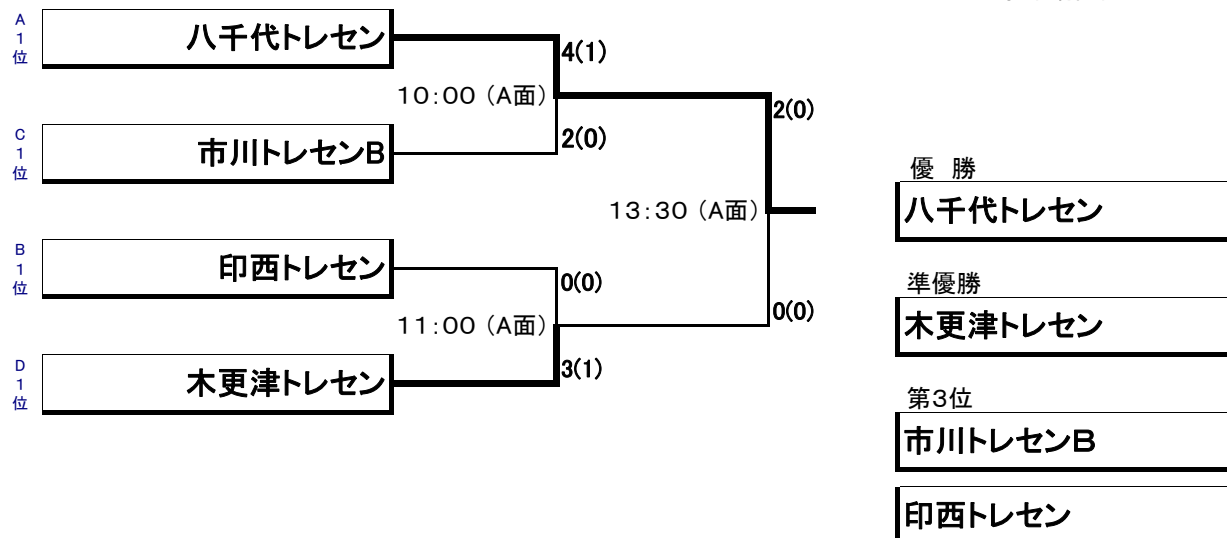 A
1
位
八千代トレセン
4(1)
10:00 (A面)
2(0)
C
1
位
市川トレセンB
2(0)
13:30 (A面)
B
1
位
印西トレセン
0(0)
11:00 (A面)
0(0)
D
1
位
木更津トレセン
3(1)
優 勝
八千代トレセン
準優勝
木更津トレセン
第3位
市川トレセンB
印西トレセン